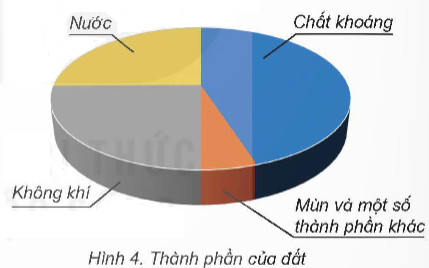 Nước
Chất khoáng
Không khí
Mùn và một số
thành phần khác
Hình 4. Thành phần của đất